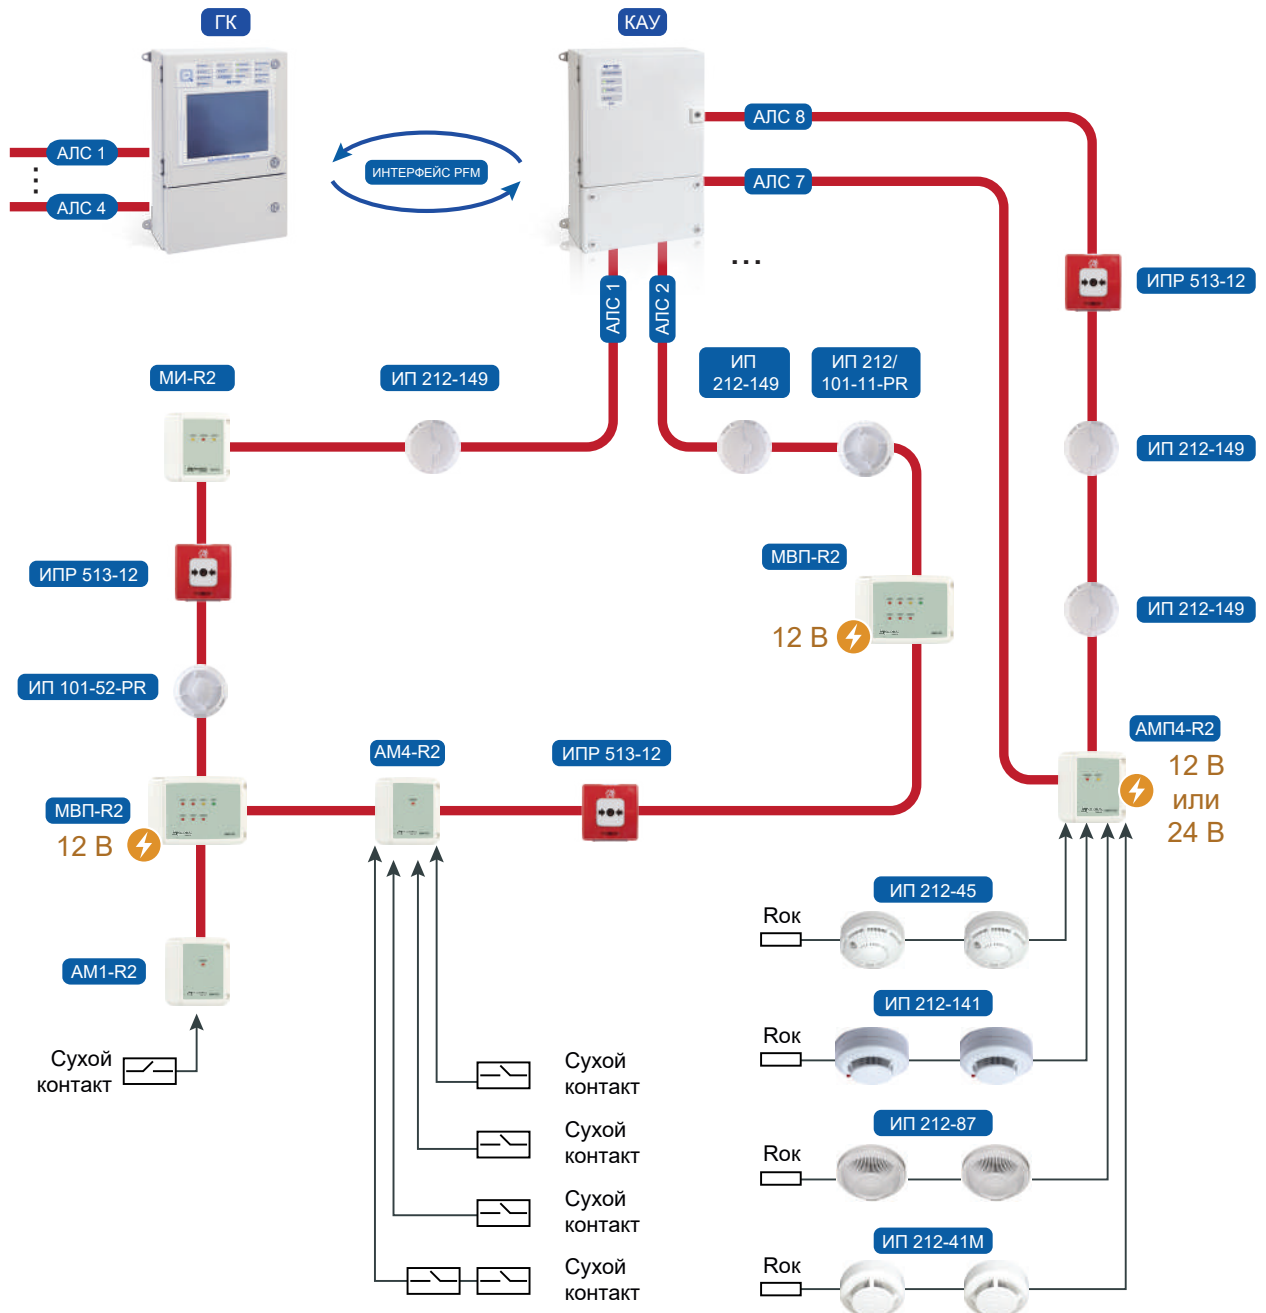 ГК
КАУ
АЛС 1
АЛС 4
ИНТЕРФЕЙС PFM
АЛС 8
АЛС 7
...
АЛС 1
АЛС 2
ИПР 513-12
МИ-R2
ИП 212-149
ИП
212-149
ИП 212/
101-11-PR
ИП 212-149
ИПР 513-12
МВП-R2
12 В
ИП 212-149
ИП 101-52-PR
АМ4-R2
ИПР 513-12
АМП4-R2
12 В
или
24 В
МВП-R2
12 В
АМ1-R2
Сухой
контакт
Сухой
контакт
Сухой
контакт
Сухой
контакт
Сухой
контакт
ИП 212-45
Rок
ИП 212-141
Rок
ИП 212-87
Rок
ИП 212-41М
Rок